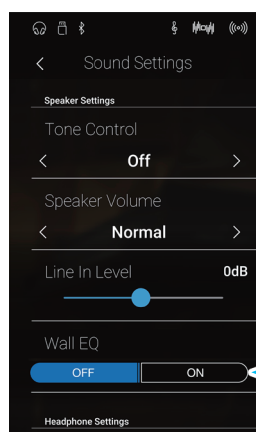 Sound Settings
Speaker Settings
Tone Control
Off
Speaker Volume
Normal
Line In Level 0dB
Wall EQ
OFF ON
Headphone Settings